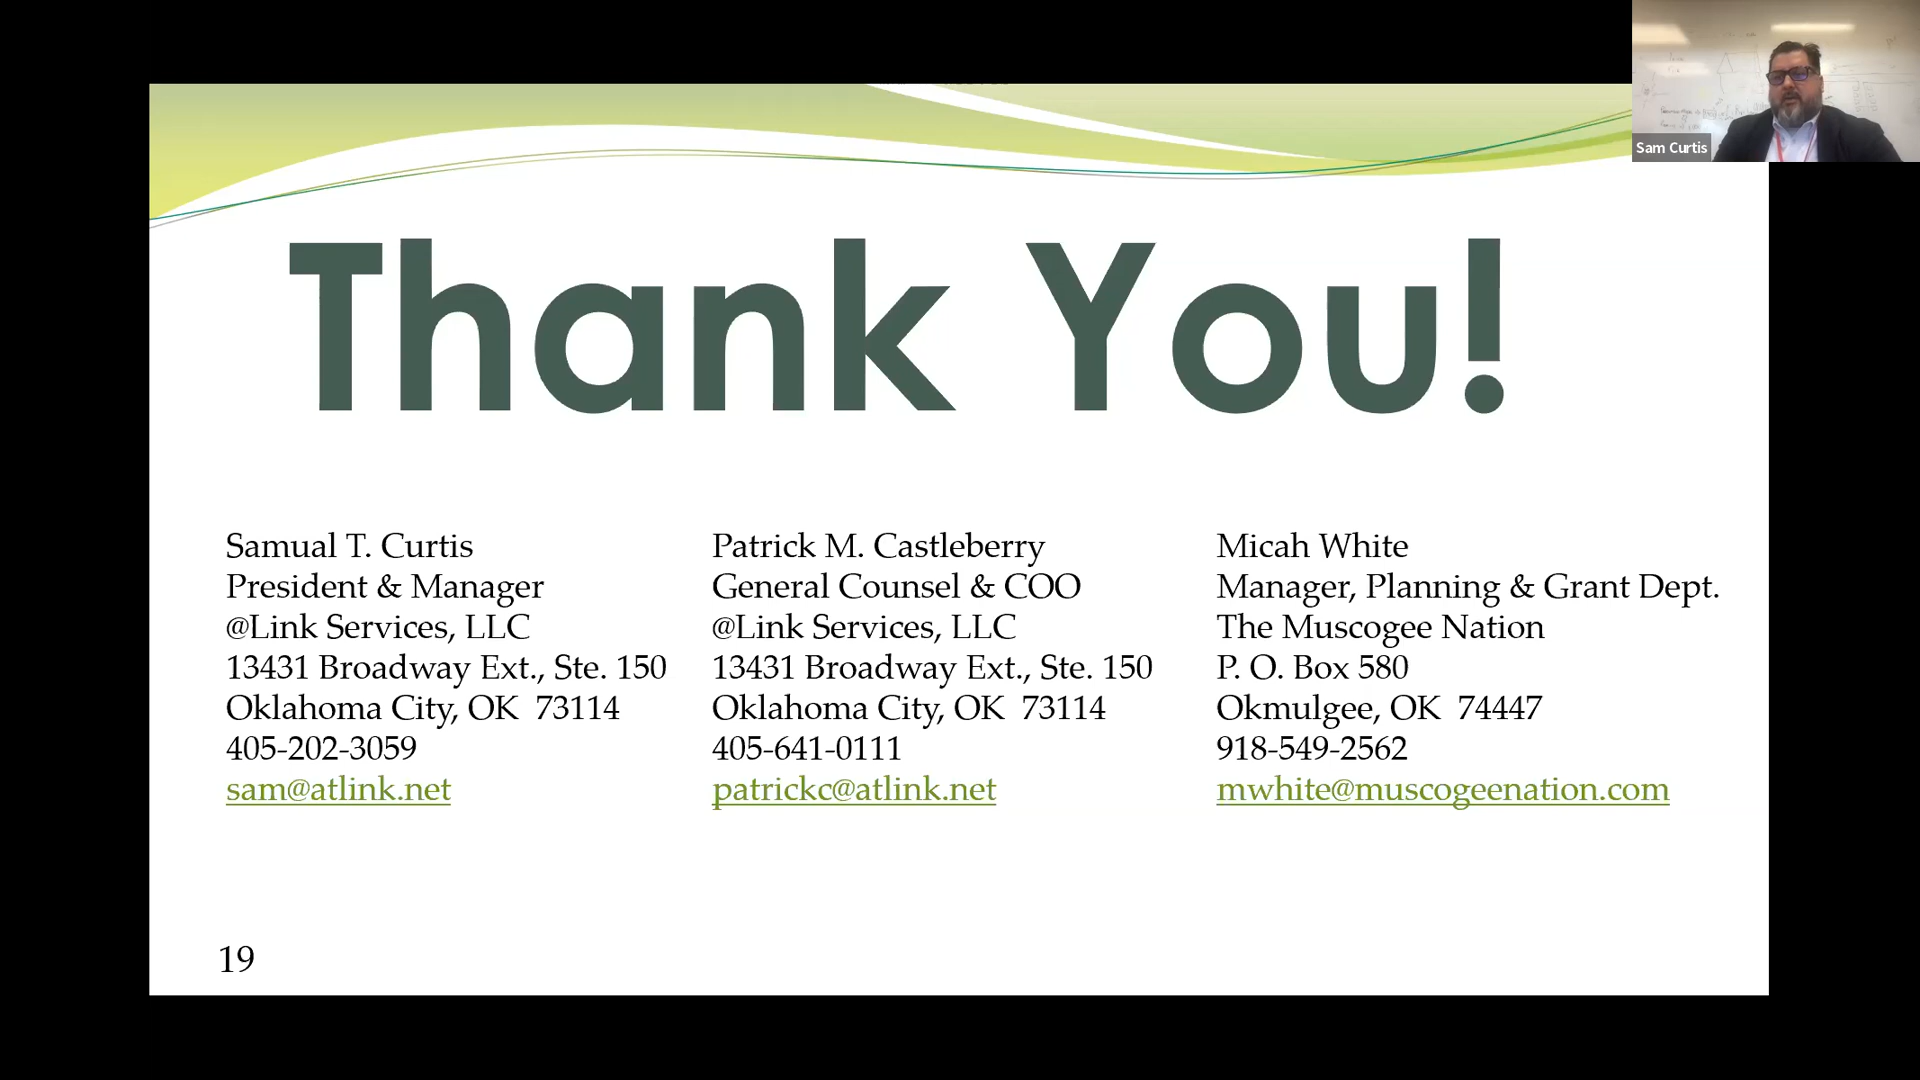 Sam Curtis
Thank You!
Samual T. Curtis
President & Manager
@Link Services, LLC
13431 Broadway Ext., Ste. 150
Oklahoma City, OK 73114
405-202-3059
sam@atlink.net
Patrick M. Castleberry
General Counsel & COO
@Link Services, LLC
13431 Broadway Ext., Ste. 150
Oklahoma City, OK 73114
405-641-0111
patrickc@atlink.net
Micah White
Manager, Planning & Grant Dept.
The Muscogee Nation
P. O. Box 580
Okmulgee, OK 74447
918-549-2562
mwhite@muscogeenation.com
19